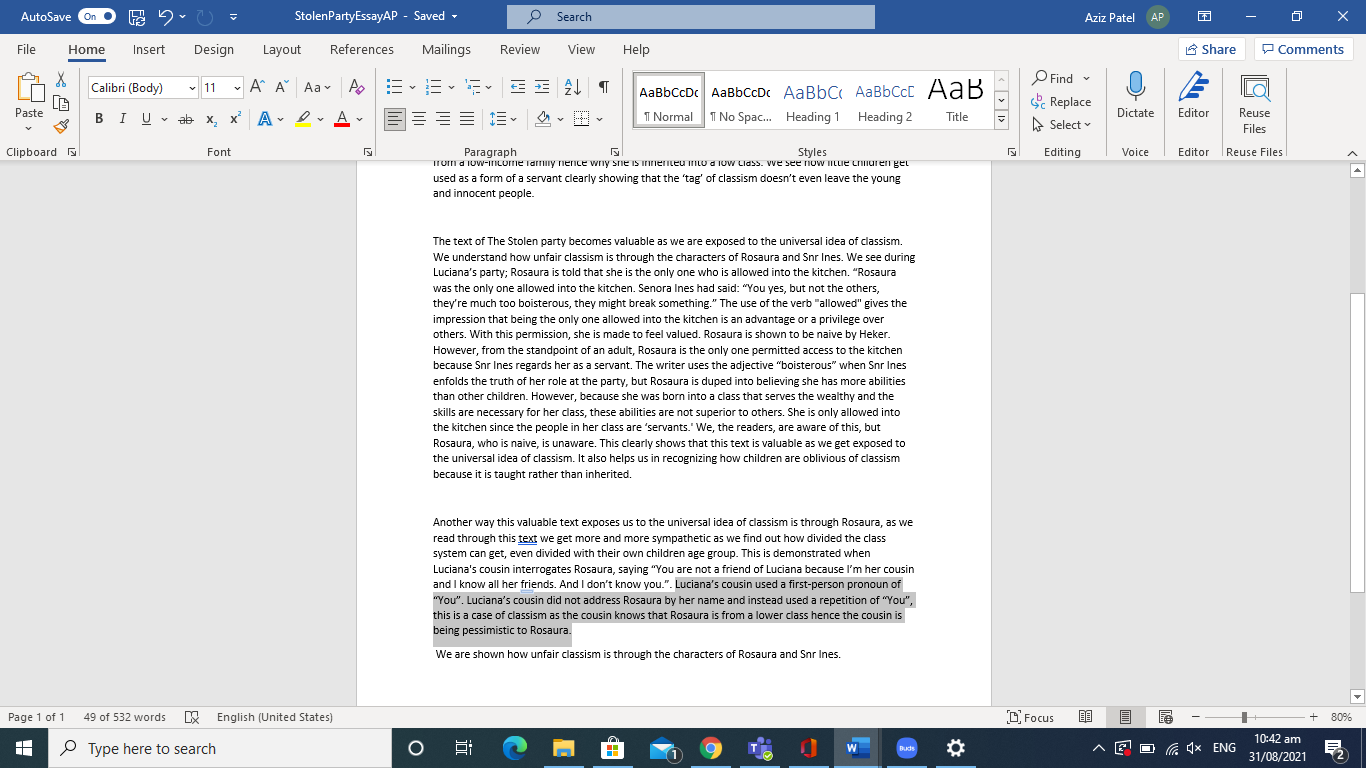 AutoSave On StolenPartyEssayAP - Saved Search Aziz Patel AP
File Home Insert Design Layout References Mailings Review View Help Share Comments
Paste Calibri (Body) 11 A A Aa A AaBbCcDc AaBbCcDc AaBbC AaBbCcD AaB Find Dictate Editor Reuse Files
B I U ab x₂ x² A A ¶ Normal ¶ No Spac... Heading 1 Heading 2 Title Replace
Select
Clipboard Font Paragraph Styles Editing Voice Editor Reuse Files
from a low-income family hence why she is inherited into a low class. We see how little children get
used as a form of a servant clearly showing that the ‘tag’ of classism doesn’t even leave the young
and innocent people.
The text of The Stolen party becomes valuable as we are exposed to the universal idea of classism.
We understand how unfair classism is through the characters of Rosaura and Snr Ines. We see during
Luciana’s party; Rosaura is told that she is the only one who is allowed into the kitchen. “Rosaura
was the only one allowed into the kitchen. Senora Ines had said: “You yes, but not the others,
they’re much too boisterous, they might break something.” The use of the verb "allowed" gives the
impression that being the only one allowed into the kitchen is an advantage or a privilege over
others. With this permission, she is made to feel valued. Rosaura is shown to be naive by Heker.
However, from the standpoint of an adult, Rosaura is the only one permitted access to the kitchen
because Snr Ines regards her as a servant. The writer uses the adjective “boisterous” when Snr Ines
enfolds the truth of her role at the party, but Rosaura is duped into believing she has more abilities
than other children. However, because she was born into a class that serves the wealthy and the
skills are necessary for her class, these abilities are not superior to others. She is only allowed into
the kitchen since the people in her class are ‘servants.' We, the readers, are aware of this, but
Rosaura, who is naive, is unaware. This clearly shows that this text is valuable as we get exposed to
the universal idea of classism. It also helps us in recognizing how children are oblivious of classism
because it is taught rather than inherited.
Another way this valuable text exposes us to the universal idea of classism is through Rosaura, as we
read through this text we get more and more sympathetic as we find out how divided the class
system can get, even divided with their own children age group. This is demonstrated when
Luciana's cousin interrogates Rosaura, saying “You are not a friend of Luciana because I’m her cousin
and I know all her friends. And I don’t know you.”. Luciana’s cousin used a first-person pronoun of
“You”. Luciana’s cousin did not address Rosaura by her name and instead used a repetition of “You”,
this is a case of classism as the cousin knows that Rosaura is from a lower class hence the cousin is
being pessimistic to Rosaura.
We are shown how unfair classism is through the characters of Rosaura and Snr Ines.
Page 1 of 1 49 of 532 words English (United States) Focus 80%
Type here to search 1 Buds ENG 10:42 am
31/08/2021 2